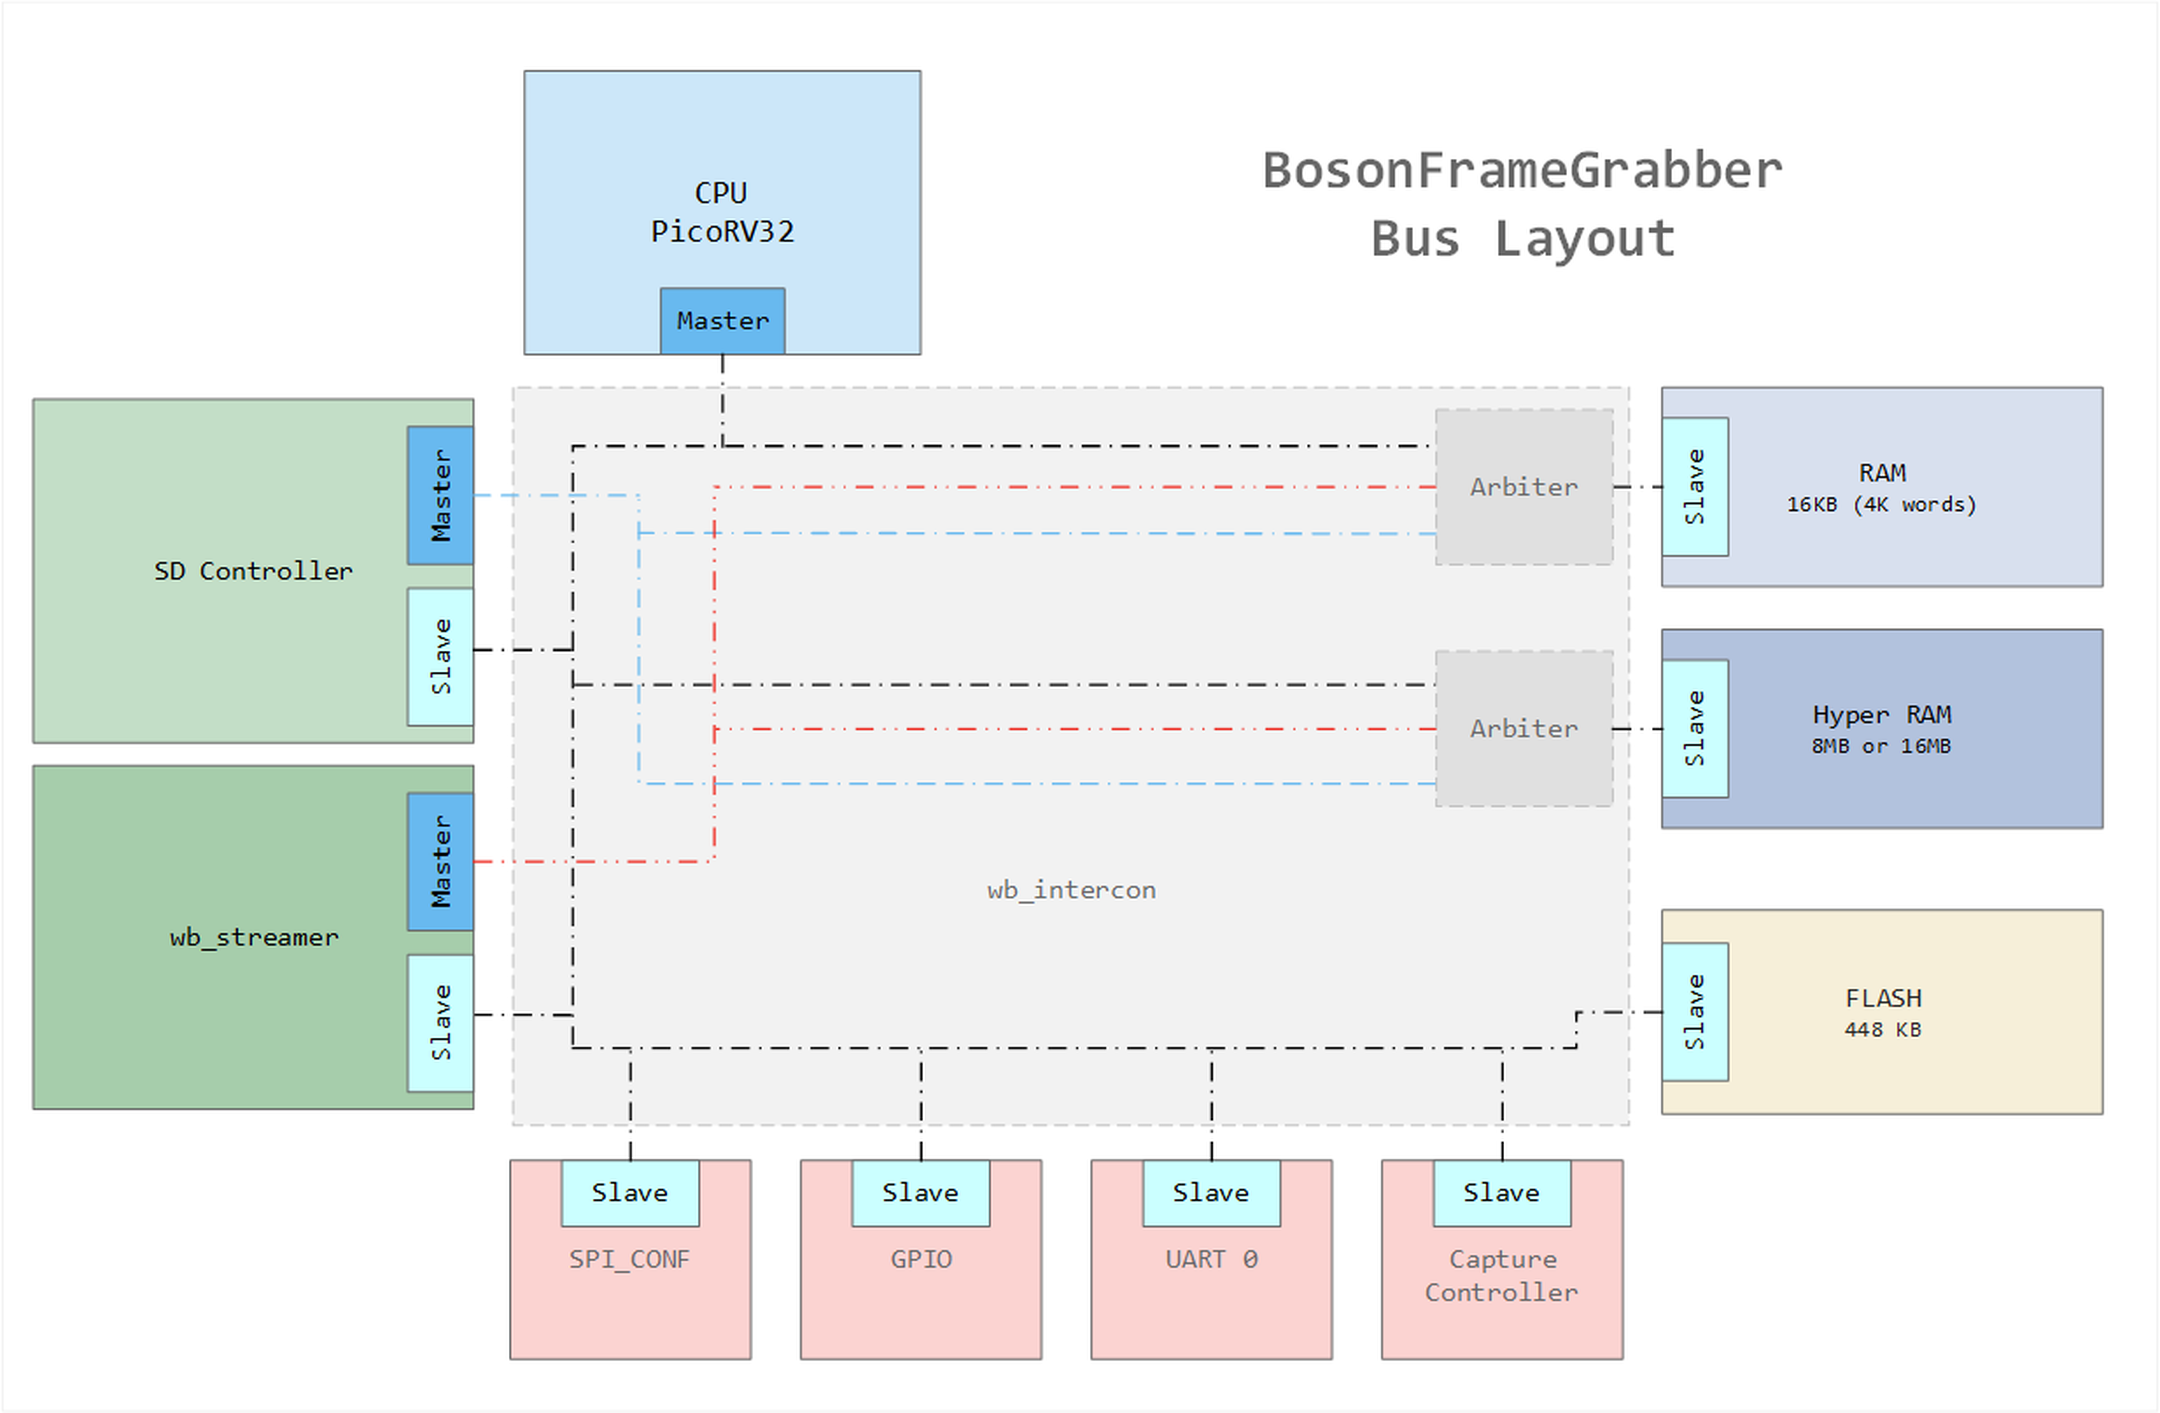 BosonFrameGrabber
Bus Layout
CPU
PicoRV32
Master
SD Controller
Master
Slave
wb_streamer
Master
Slave
wb_intercon
Arbiter
Arbiter
Slave
RAM
16KB (4K words)
Slave
Hyper RAM
8MB or 16MB
Slave
FLASH
448 KB
Slave
SPI_CONF
Slave
GPIO
Slave
UART 0
Slave
Capture
Controller